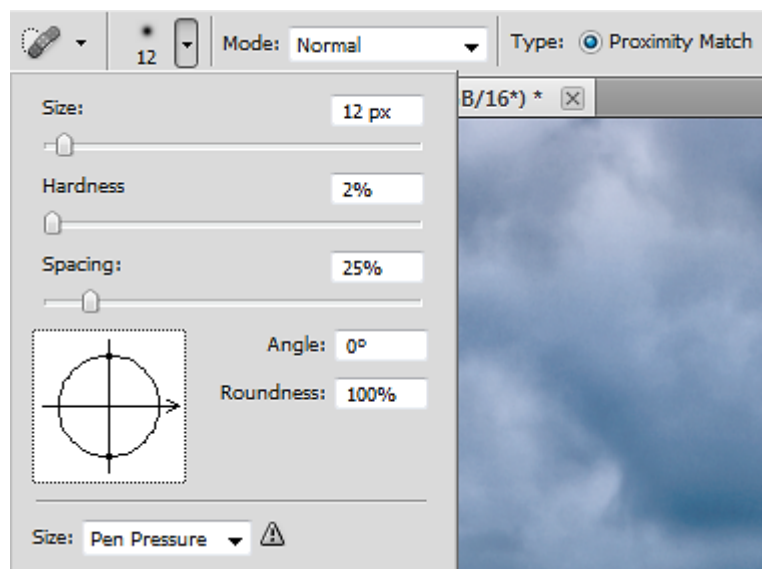 12 Mode: Normal Type: Proximity Match
Size: 12 px
B/16*) *
Hardness 2%
Spacing: 25%
Angle: 0º
Roundness: 100%
Size: Pen Pressure